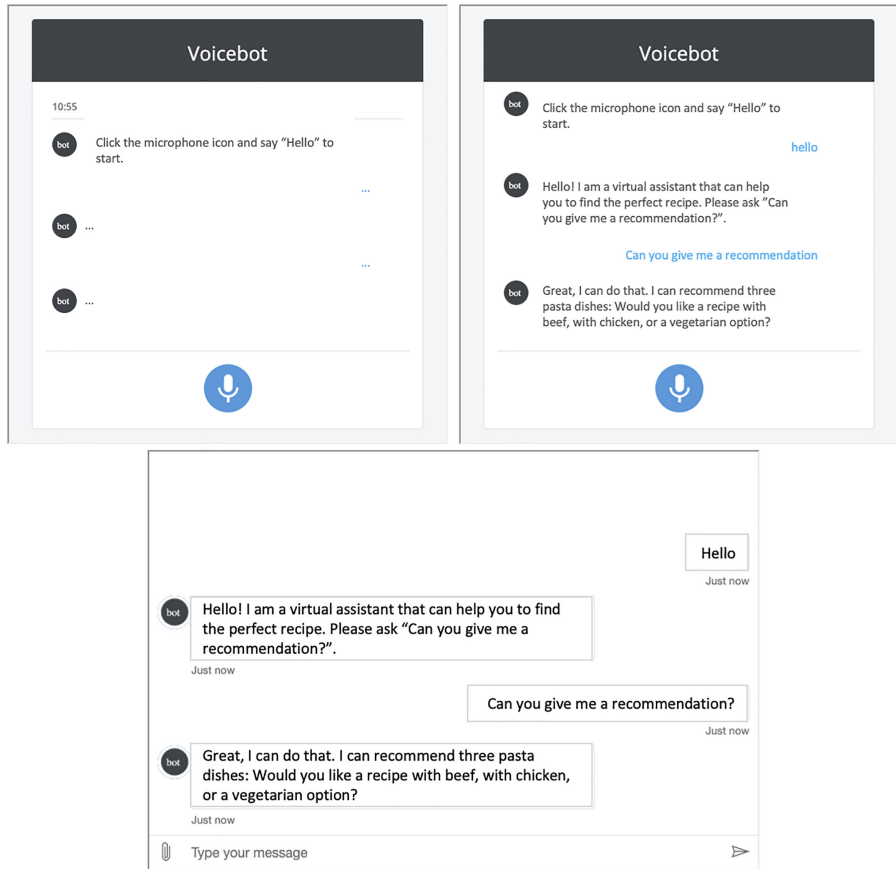 Voicebot
10:55
bot
Click the microphone icon and say “Hello” to
start.
...
bot
...
...
bot
...
Voicebot
bot
Click the microphone icon and say “Hello” to
start.
hello
bot
Hello! I am a virtual assistant that can help
you to find the perfect recipe. Please ask “Can
you give me a recommendation?”.
Can you give me a recommendation
bot
Great, I can do that. I can recommend three
pasta dishes: Would you like a recipe with
beef, with chicken, or a vegetarian option?
Hello
Just now
bot
Hello! I am a virtual assistant that can help you to find
the perfect recipe. Please ask “Can you give me a
recommendation?”.
Just now
Can you give me a recommendation?
Just now
bot
Great, I can do that. I can recommend three pasta
dishes: Would you like a recipe with beef, with chicken,
or a vegetarian option?
Just now
Type your message